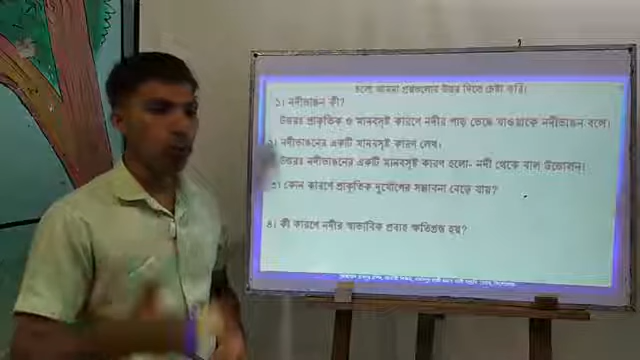 চলো আমরা প্রশ্নগুলোর উত্তর দিতে চেষ্টা করি।
১। নদীভাঙন কী?
উত্তরঃ প্রাকৃতিক ও মানবসৃষ্ট কারণে নদীর পাড় ভেঙে যাওয়াকে নদীভাঙন বলে।
২। নদীভাঙনের একটি মানবসৃষ্ট কারণ লেখ।
উত্তরঃ নদীভাঙনের একটি মানবসৃষ্ট কারণ হলো- নদী থেকে বালু উত্তোলন।
৩। কোন কারণে প্রাকৃতিক দুর্যোগের সম্ভাবনা বেড়ে যায়?
৪। কী কারণে নদীর স্বাভাবিক প্রবাহ ক্ষতিগ্রস্ত হয়?